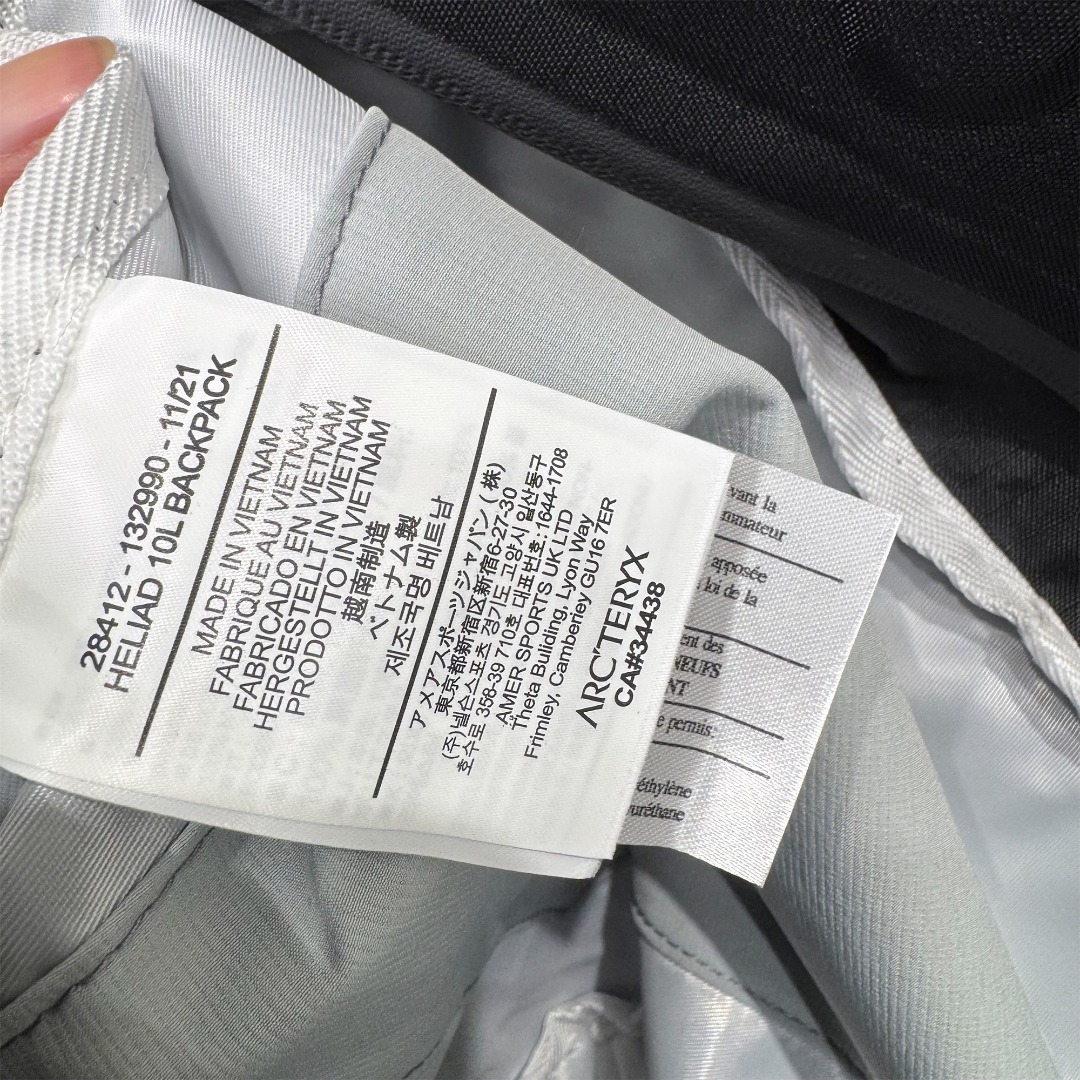 28412 - 132990 - 11/21
HELIAD 10L BACKPACK
MADE IN VIETNAM
FABRIQUE AU VIETNAM
FABRICADO EN VIETNAM
HERGESTELLT IN VIETNAM
PRODOTTO IN VIETNAM
越南制造
ベトナム製
제조국명 베트남
アメアスポーツジャパン (株)
東京都新宿区新宿6-27-30
(주)넬슨스포츠 경기도 고양시 일산동구
호수로 358-39 710호 대표번호: 1644-1708
AMER SPORTS UK LTD
Theta Buliding, Lyon Way
Frimley, Camberley GU16 7ER
ARC'TERYX
CA#34438
vant la
mmateur
apposée
loi de la
ent des
NEUFS
NT
e permis:
éthylène
uréthane